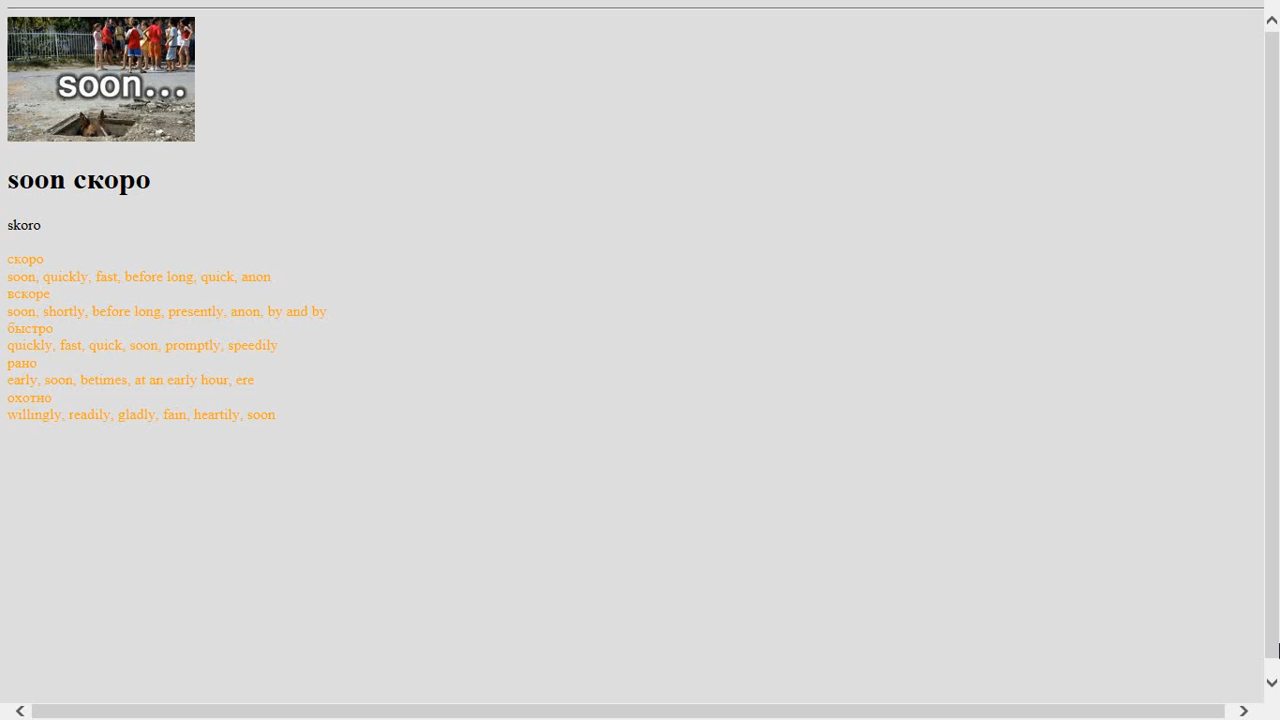 soon...
soon скоро
skoro
скоро
soon, quickly, fast, before long, quick, anon
вскоре
soon, shortly, before long, presently, anon, by and by
быстро
quickly, fast, quick, soon, promptly, speedily
рано
early, soon, betimes, at an early hour, ere
охотно
willingly, readily, gladly, fain, heartily, soon